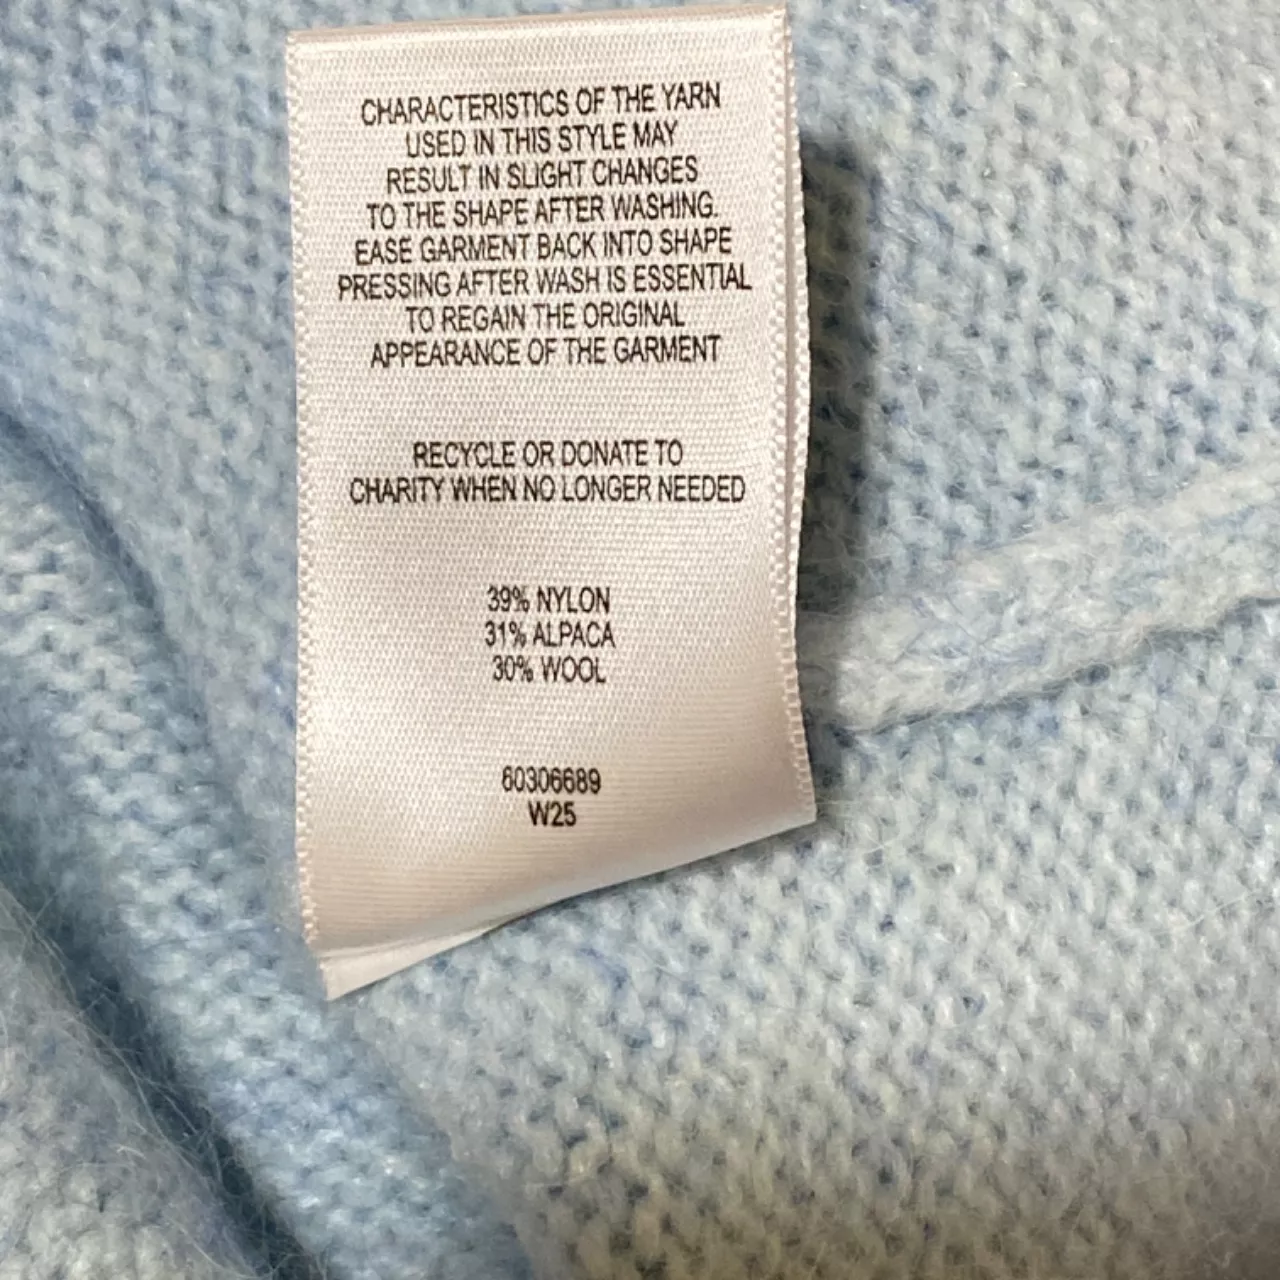 CHARACTERISTICS OF THE YARN
USED IN THIS STYLE MAY
RESULT IN SLIGHT CHANGES
TO THE SHAPE AFTER WASHING.
EASE GARMENT BACK INTO SHAPE
PRESSING AFTER WASH IS ESSENTIAL
TO REGAIN THE ORIGINAL
APPEARANCE OF THE GARMENT
RECYCLE OR DONATE TO
CHARITY WHEN NO LONGER NEEDED
39% NYLON
31% ALPACA
30% WOOL
60306689
W25